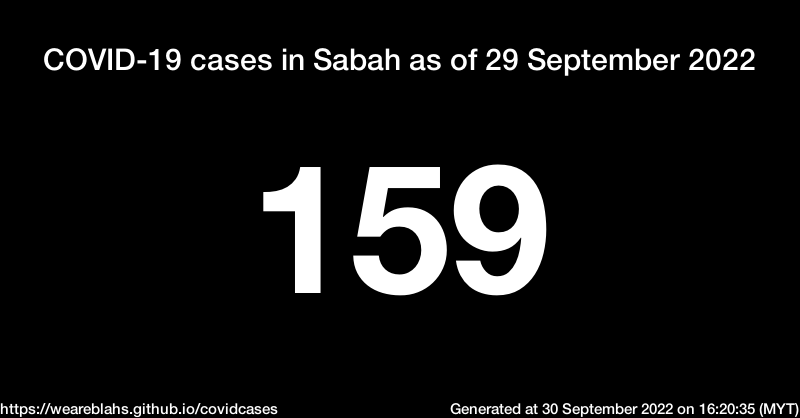 COVID-19 cases in Sabah as of 29 September 2022
159
https://weareblahs.github.io/covidcases
Generated at 30 September 2022 on 16:20:35 (MYT)